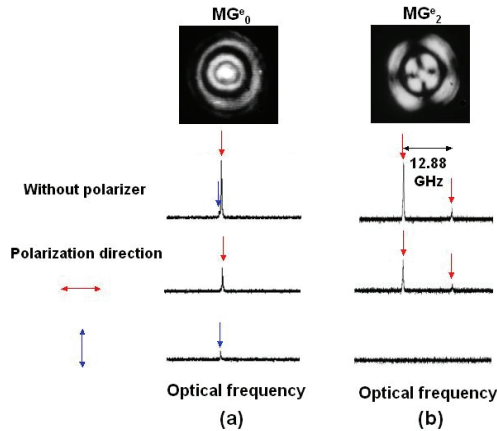 MGe0
MGe2
12.88
GHz
Without polarizer
Polarization direction
Optical frequency
Optical frequency
(a)
(b)